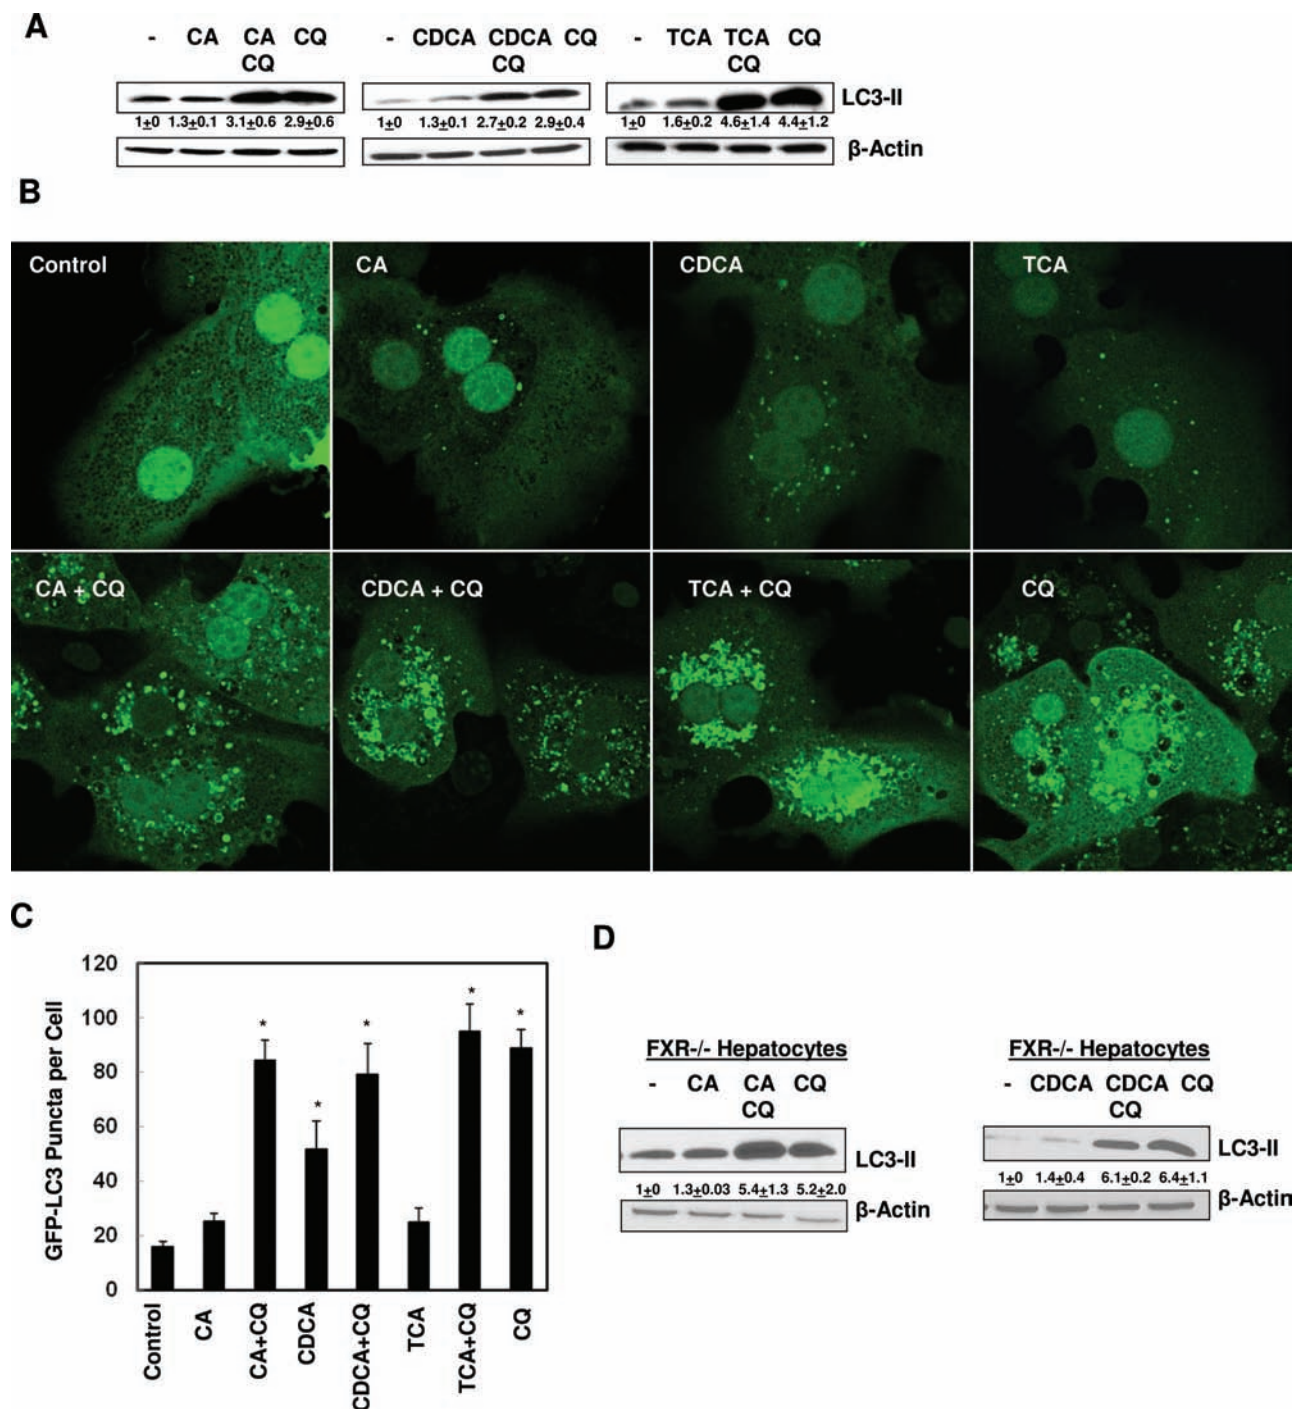 A
- CA CA CQ
CQ
- CDCA CDCA CQ
CQ
- TCA TCA CQ
CQ
LC3-II
1±0 1.3±0.1 3.1±0.6 2.9±0.6
1±0 1.3±0.1 2.7±0.2 2.9±0.4
1±0 1.6±0.2 4.6±1.4 4.4±1.2
β-Actin
B
Control
CA
CDCA
TCA
CA + CQ
CDCA + CQ
TCA + CQ
CQ
C
GFP-LC3 Puncta per Cell
120
100
80
60
40
20
0
*
*
*
*
*
Control
CA
CA+CQ
CDCA
CDCA+CQ
TCA
TCA+CQ
CQ
D
FXR-/- Hepatocytes
- CA CA CQ
CQ
LC3-II
1±0 1.3±0.03 5.4±1.3 5.2±2.0
β-Actin
FXR-/- Hepatocytes
- CDCA CDCA CQ
CQ
LC3-II
1±0 1.4±0.4 6.1±0.2 6.4±1.1
β-Actin